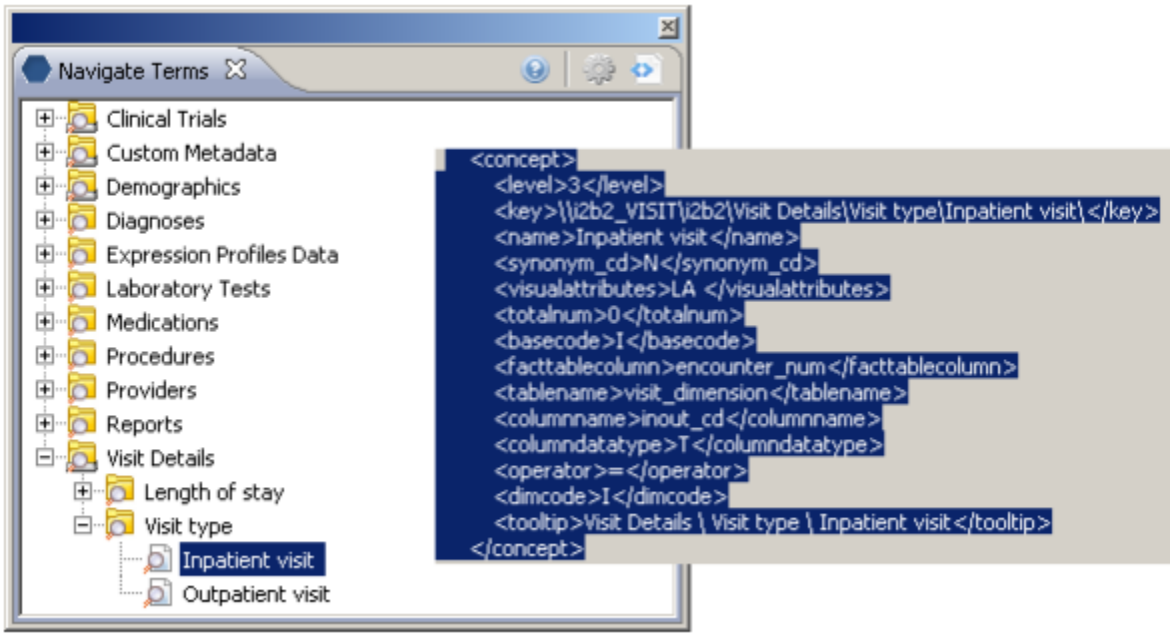 Navigate Terms
Clinical Trials
Custom Metadata
Demographics
Diagnoses
Expression Profiles Data
Laboratory Tests
Medications
Procedures
Providers
Reports
Visit Details
Length of stay
Visit type
Inpatient visit
Outpatient visit
<concept>
<level>3</level>
<key>\\i2b2_VISIT\i2b2\Visit Details\Visit type\Inpatient visit\</key>
<name>Inpatient visit</name>
<synonym_cd>N</synonym_cd>
<visualattributes>LA </visualattributes>
<totalnum>0</totalnum>
<basecode>I</basecode>
<facttablecolumn>encounter_num</facttablecolumn>
<tablename>visit_dimension</tablename>
<columnname>inout_cd</columnname>
<columndatatype>T</columndatatype>
<operator>=</operator>
<dimcode>I</dimcode>
<tooltip>Visit Details \ Visit type \ Inpatient visit</tooltip>
</concept>